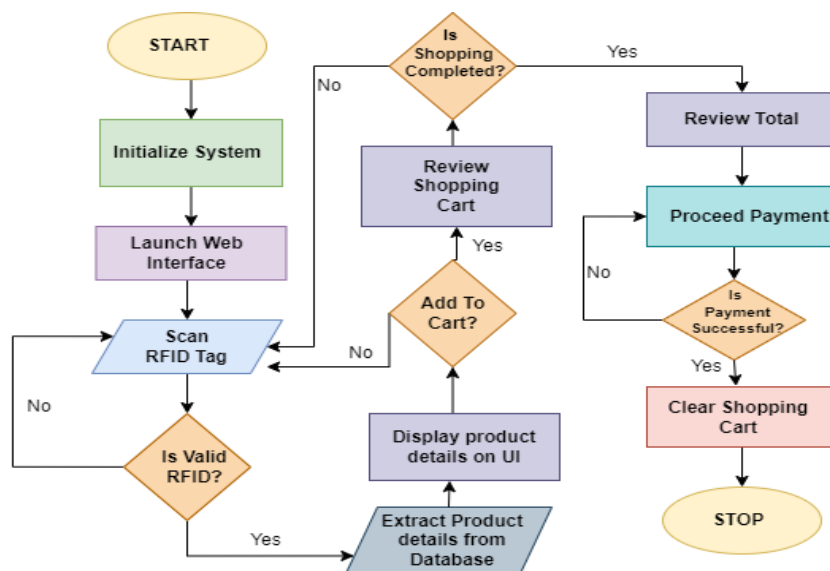 START
Initialize System
Launch Web
Interface
Scan
RFID Tag
No
Is Valid
RFID?
Yes
Extract Product
details from
Database
Display product
details on UI
Add To
Cart?
No
Yes
Review
Shopping
Cart
Is
Shopping
Completed?
No
Yes
Review Total
Proceed Payment
Is
Payment
Successful?
No
Yes
Clear Shopping
Cart
STOP